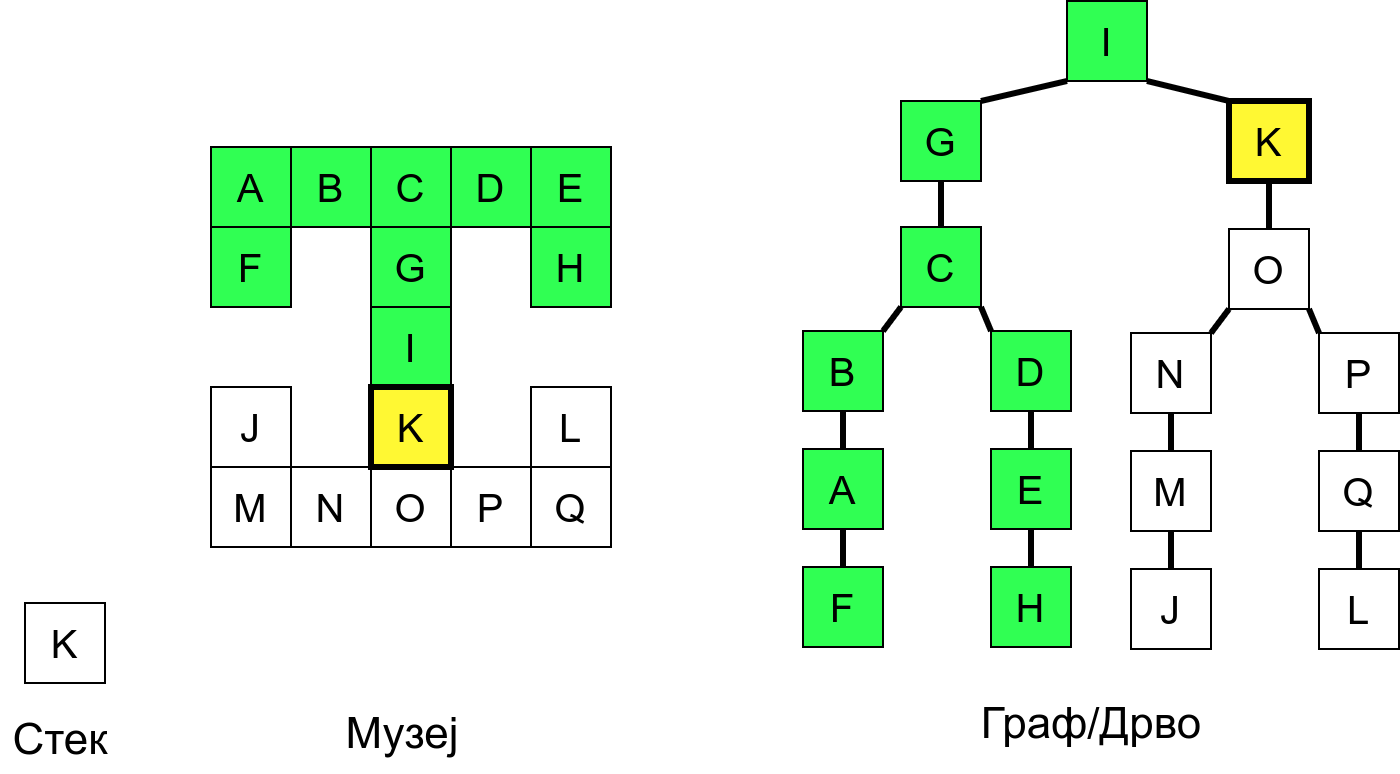 I
G K
A B C D E
F G H
C O
I
B D N P
J K L
M N O P Q
A E M Q
F H J L
K
Стек
Музеј
Граф/Дрво